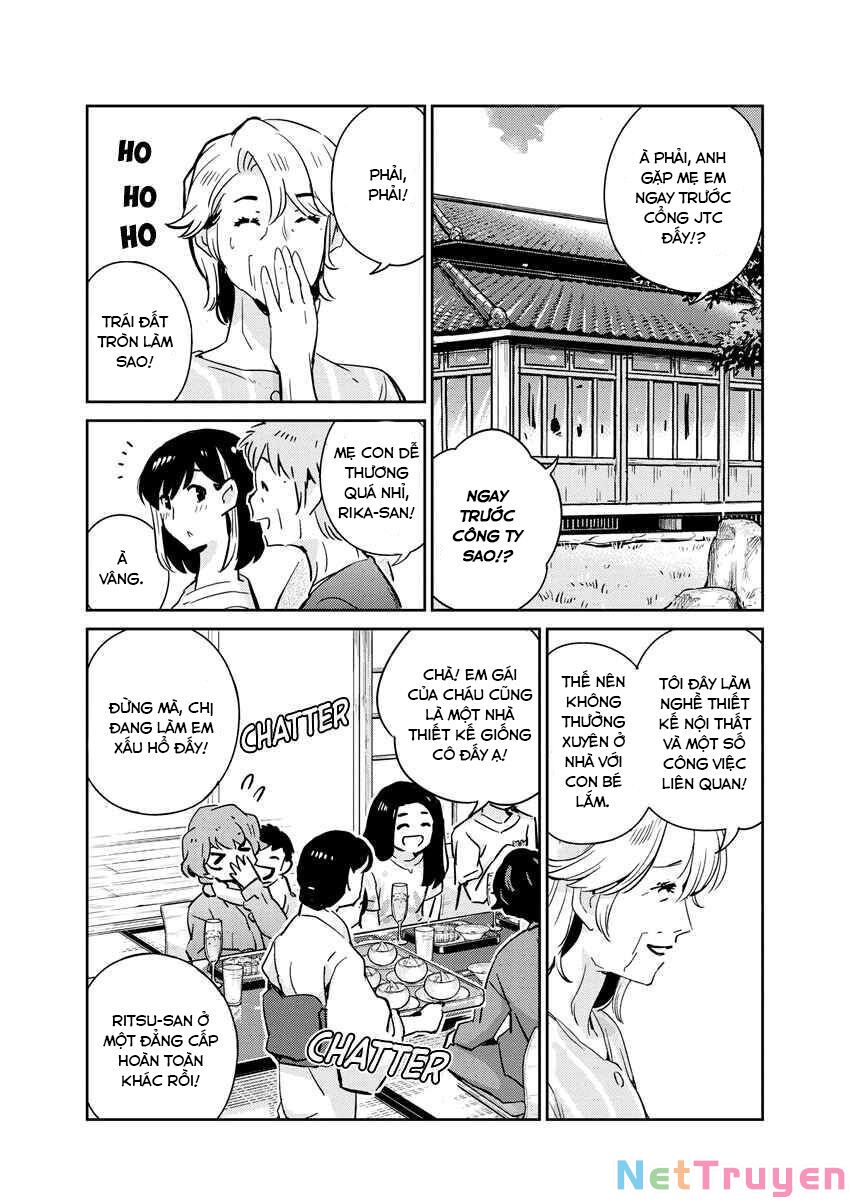 À PHẢI, ANH
GẶP MẸ EM
NGAY TRƯỚC
CỔNG JTC
ĐẤY!?
NGAY
TRƯỚC
CÔNG TY
SAO!?
PHẢI,
PHẢI!
HO
HO
HO
TRÁI ĐẤT
TRÒN LÀM
SAO!
MẸ CON DỄ
THƯƠNG
QUÁ NHỈ,
RIKA-SAN!
À
VÂNG.
TÔI ĐÂY LÀM
NGHỀ THIẾT
KẾ NỘI THẤT
VÀ MỘT SỐ
CÔNG VIỆC
LIÊN QUAN!
THẾ NÊN
KHÔNG
THƯỜNG
XUYÊN Ở
NHÀ VỚI
CON BÉ
LẮM.
CHÀ! EM GÁI
CỦA CHÁU CŨNG
LÀ MỘT NHÀ
THIẾT KẾ GIỐNG
CÔ ĐẤY Ạ!
CHATTER
ĐỪNG MÀ, CHỊ
ĐANG LÀM EM
XẤU HỔ ĐẤY!
RITSU-SAN Ở
MỘT ĐẲNG CẤP
HOÀN TOÀN
KHÁC RỒI!
CHATTER
NetTruyen